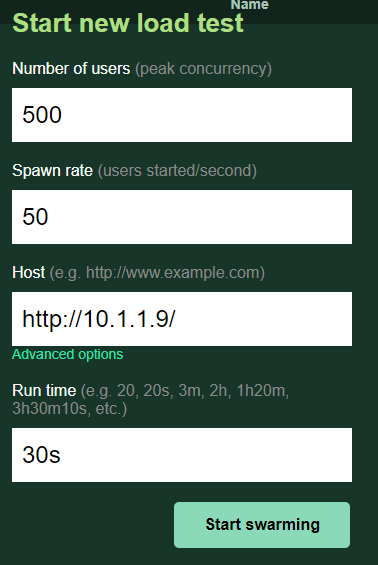 Name
Start new load test
Number of users (peak concurrency)
500
Spawn rate (users started/second)
50
Host (e.g. http://www.example.com)
http://10.1.1.9/
Advanced options
Run time (e.g. 20, 20s, 3m, 2h, 1h20m,
3h30m10s, etc.)
30s
Start swarming